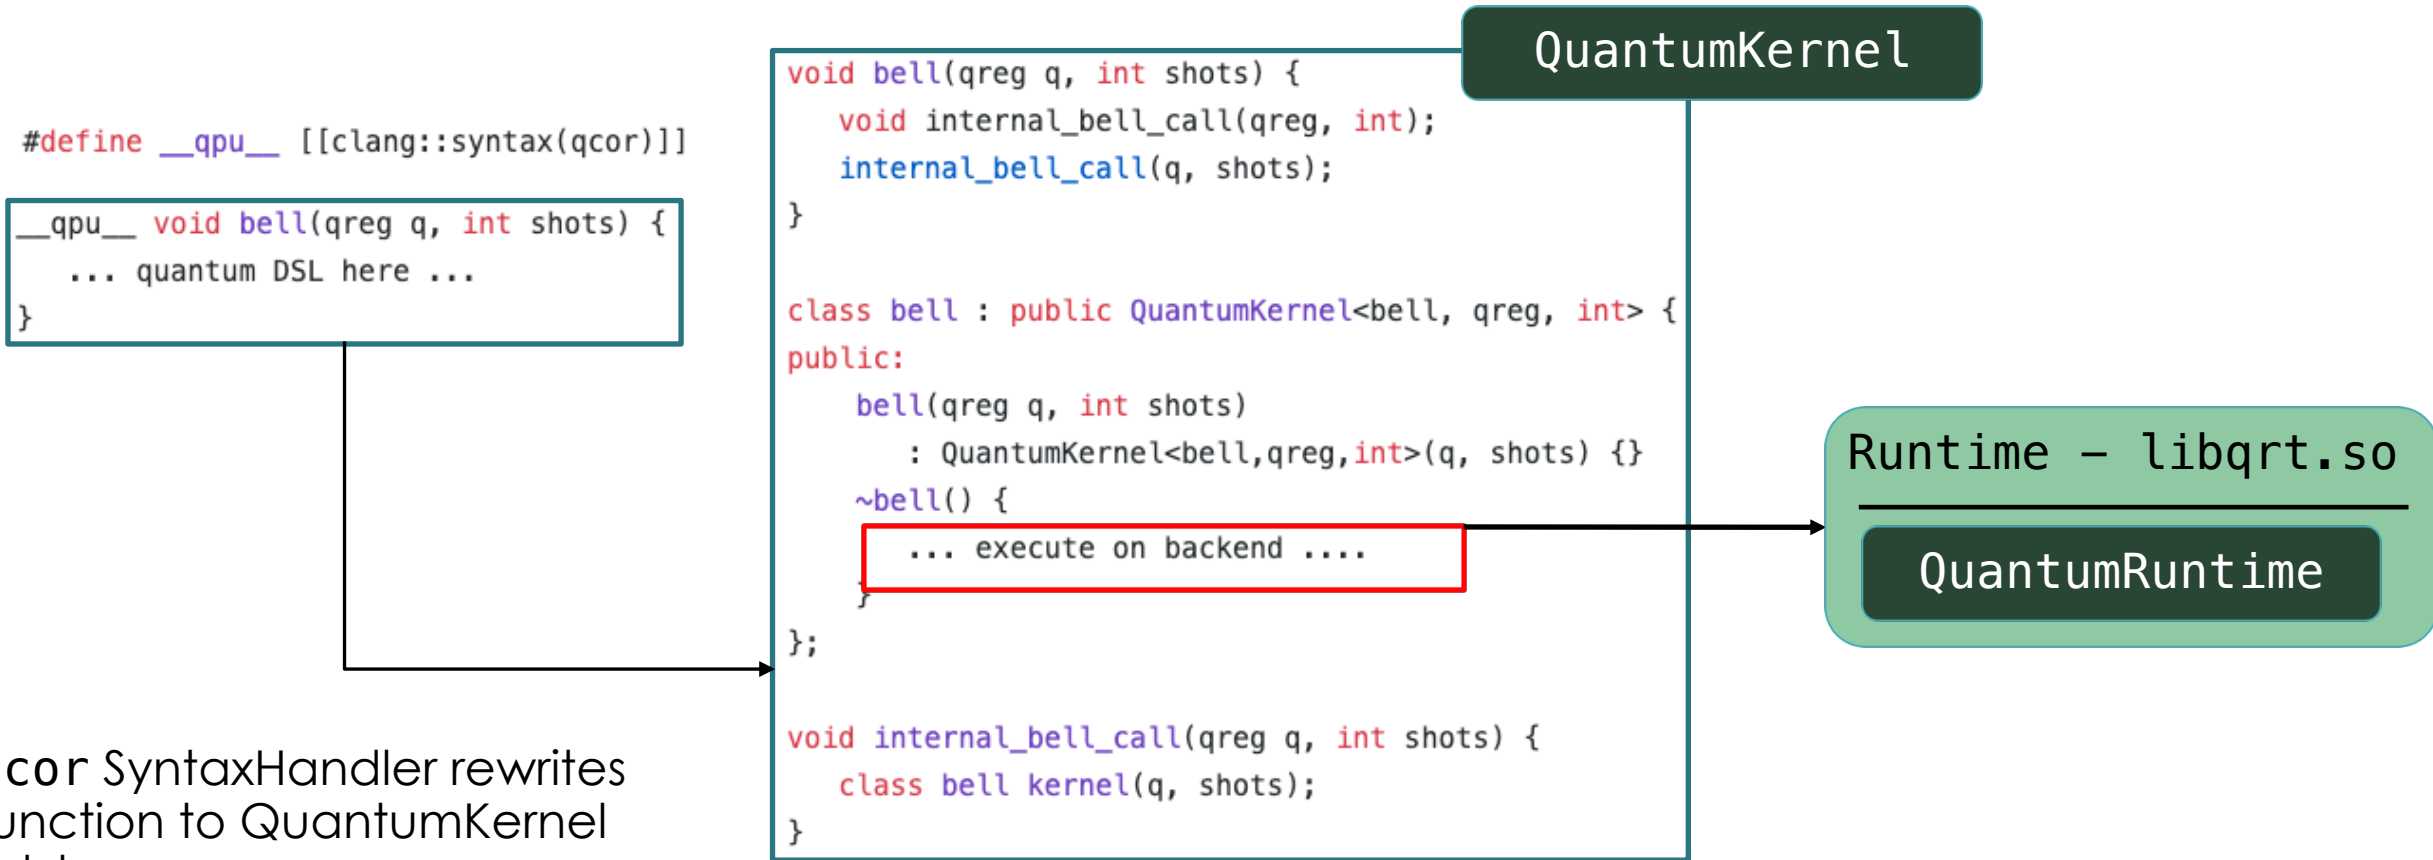 #define __qpu__ [[clang::syntax(qcor)]]
__qpu__ void bell(qreg q, int shots) {
... quantum DSL here ...
}
cor SyntaxHandler rewrites
unction to QuantumKernel
QuantumKernel
void bell(qreg q, int shots) {
void internal_bell_call(qreg, int);
internal_bell_call(q, shots);
}
class bell : public QuantumKernel<bell, qreg, int> {
public:
bell(qreg q, int shots)
: QuantumKernel<bell,qreg,int>(q, shots) {}
~bell() {
... execute on backend ....
}
};
void internal_bell_call(qreg q, int shots) {
class bell kernel(q, shots);
}
Runtime – libqrt.so
QuantumRuntime